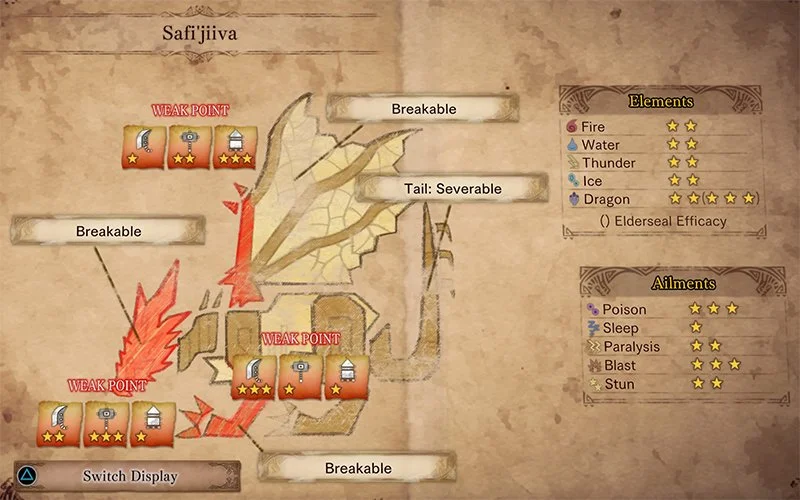 Safi'jiiva
WEAK POINT
Breakable
Tail: Severable
Breakable
WEAK POINT
WEAK POINT
Breakable
Switch Display
Elements
Fire
Water
Thunder
Ice
Dragon ( )
() Elderseal Efficacy
Ailments
Poison
Sleep
Paralysis
Blast
Stun